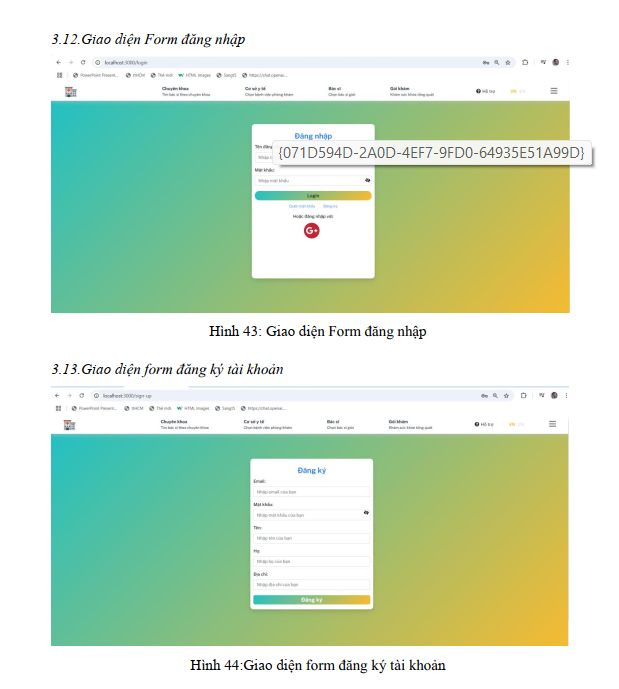 3.12.Giao diện Form đăng nhập
localhost:3000/login
PowerPoint Present... tiHCM Thẻ mới HTML Images Sang15 https://chat.openai...
Chuyên khoa Cơ sở y tế Bác sĩ Gói khám Hỗ trợ
Tìm bác sĩ theo chuyên khoa Chọn bệnh viện phòng khám Chọn bác sĩ giỏi Khám sức khỏe tổng quát
Đăng nhập
Tên đăng
{071D594D-2A0D-4EF7-9FD0-64935E51A99D}
Mật khẩu:
Nhập mật khẩu
Login
Quên mật khẩu Đăng ký
Hoặc đăng nhập với:
G+
Hình 43: Giao diện Form đăng nhập
3.13.Giao diện form đăng ký tài khoản
localhost:3000/sign-up
PowerPoint Present... tiHCM Thẻ mới HTML Images Sang15 https://chat.openai...
Chuyên khoa Cơ sở y tế Bác sĩ Gói khám Hỗ trợ
Tìm bác sĩ theo chuyên khoa Chọn bệnh viện phòng khám Chọn bác sĩ giỏi Khám sức khỏe tổng quát
Đăng ký
Email:
Nhập email của bạn
Mật khẩu:
Nhập mật khẩu của bạn
Tên:
Nhập tên của bạn
Họ:
Nhập họ của bạn
Địa chỉ:
Nhập địa chỉ của bạn
Đăng ký
Hình 44:Giao diện form đăng ký tài khoản